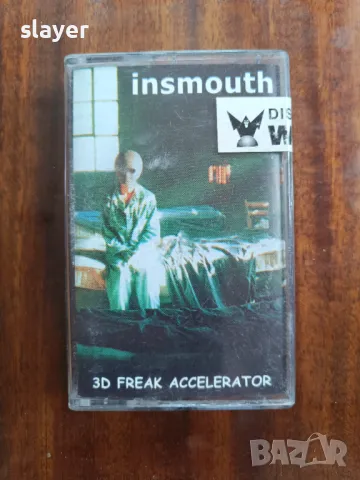 slayer
insmouth
DIS
3D FREAK ACCELERATOR
BAZAR